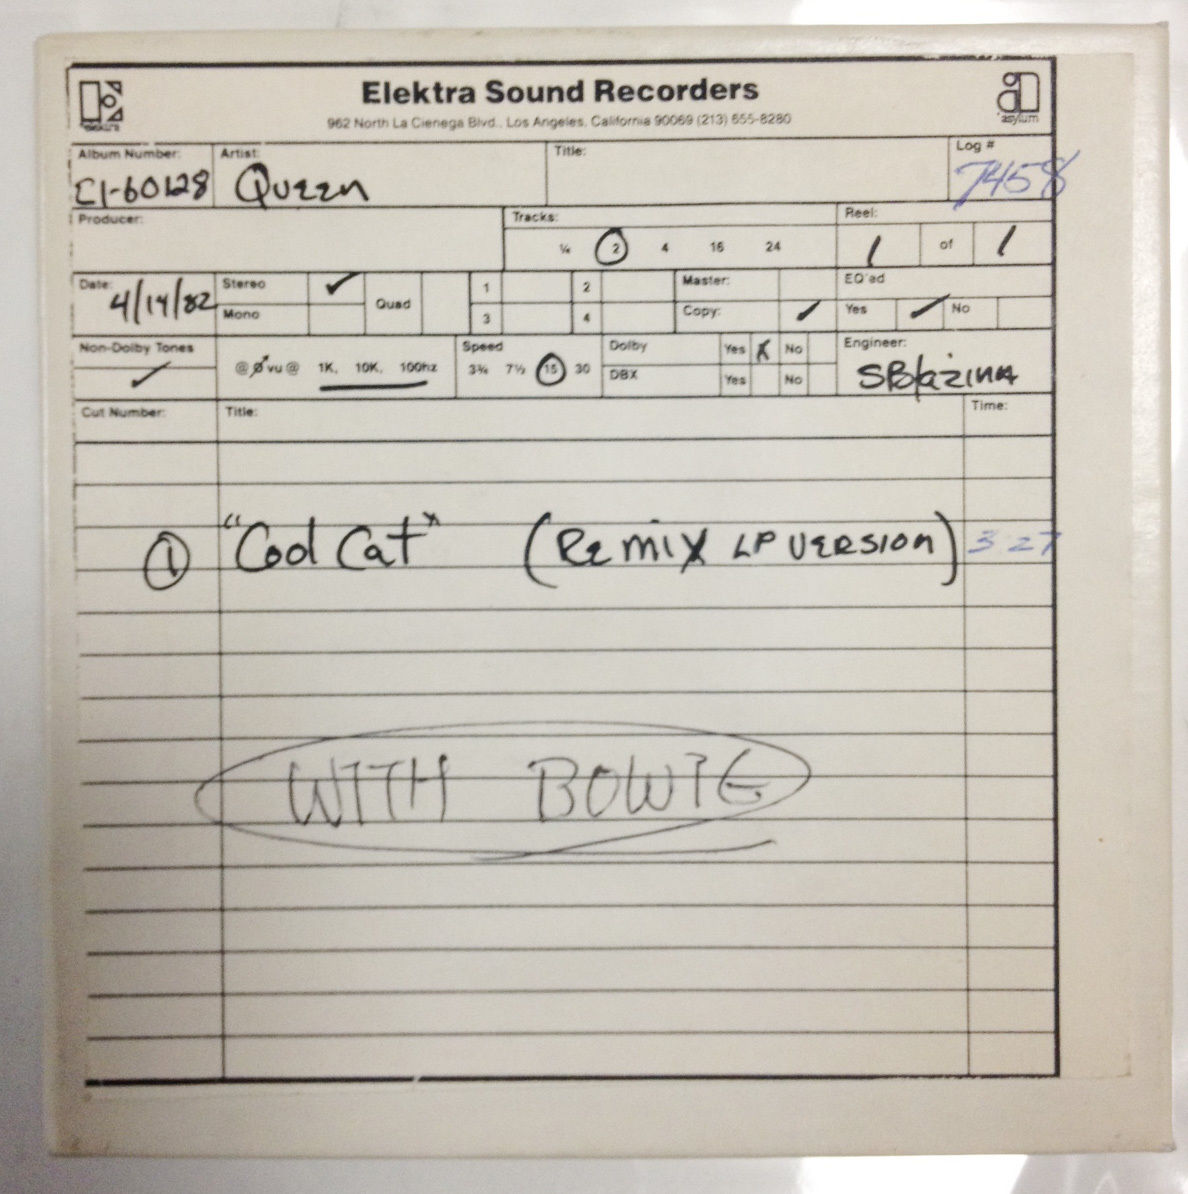 Elektra Sound Recorders
962 North La Cienega Blvd., Los Angeles, California 90069 (213) 655-8280
elektra
asylum
Album Number: E1-60128 Artist: Queen Title: Log # 7458
Producer: Tracks: ¼ 2 4 16 24 Reel: 1 of 1
Date: 4/14/82 Stereo ✓ Quad 1 2 Master: EQ'ed
Mono 3 4 Copy: ✓ Yes ✓ No
Non-Dolby Tones ✓ @ Ø vu @ 1K, 10K, 100hz Speed 3¾ 7½ 15 30 Dolby Yes X No Engineer: SBlazina
DBX Yes No
Cut Number: Title: Time:
1 "Cool Cat" (Remix LP VERSION) 3 27
WITH BOWIE